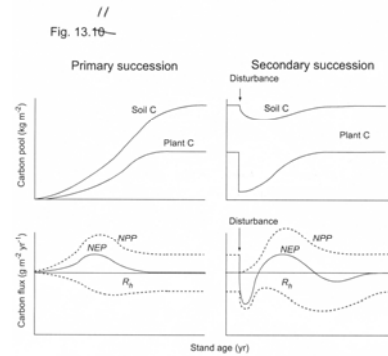 11
Fig. 13.10
Primary succession
Secondary succession
Disturbance
Soil C
Plant C
Carbon pool (kg m-2)
Soil C
Plant C
Disturbance
NPP
NEP
Rh
Carbon flux (g m-2 yr-1)
NPP
NEP
Rh
Stand age (yr)